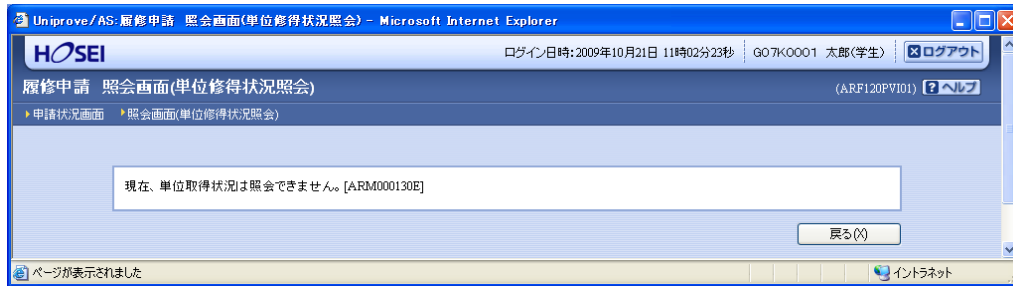 Uniprove/AS:履修申請 照会画面(単位修得状況照会) - Microsoft Internet Explorer
HOSEI ログイン日時:2009年10月21日 11時02分23秒 G07K0001 太郎(学生) ログアウト
履修申請 照会画面(単位修得状況照会) (ARF120PVI01) ? ヘルプ
申請状況画面 照会画面(単位修得状況照会)
現在、単位取得状況は照会できません。[ARM000130E]
戻る(X)
ページが表示されました イントラネット